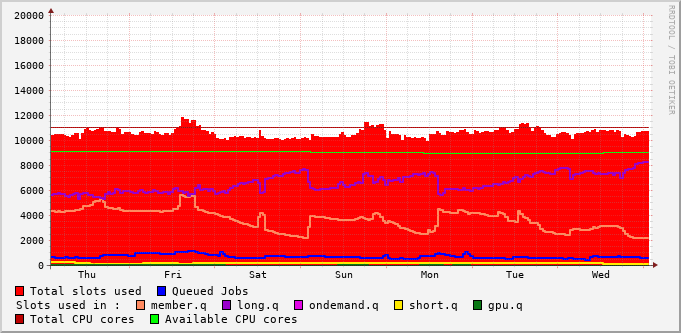 20000
18000
16000
14000
12000
10000
8000
6000
4000
2000
0
Thu Fri Sat Sun Mon Tue Wed
RRDTOOL / TOBI OETIKER
Total slots used Queued Jobs
Slots used in : member.q long.q ondemand.q short.q gpu.q
Total CPU cores Available CPU cores